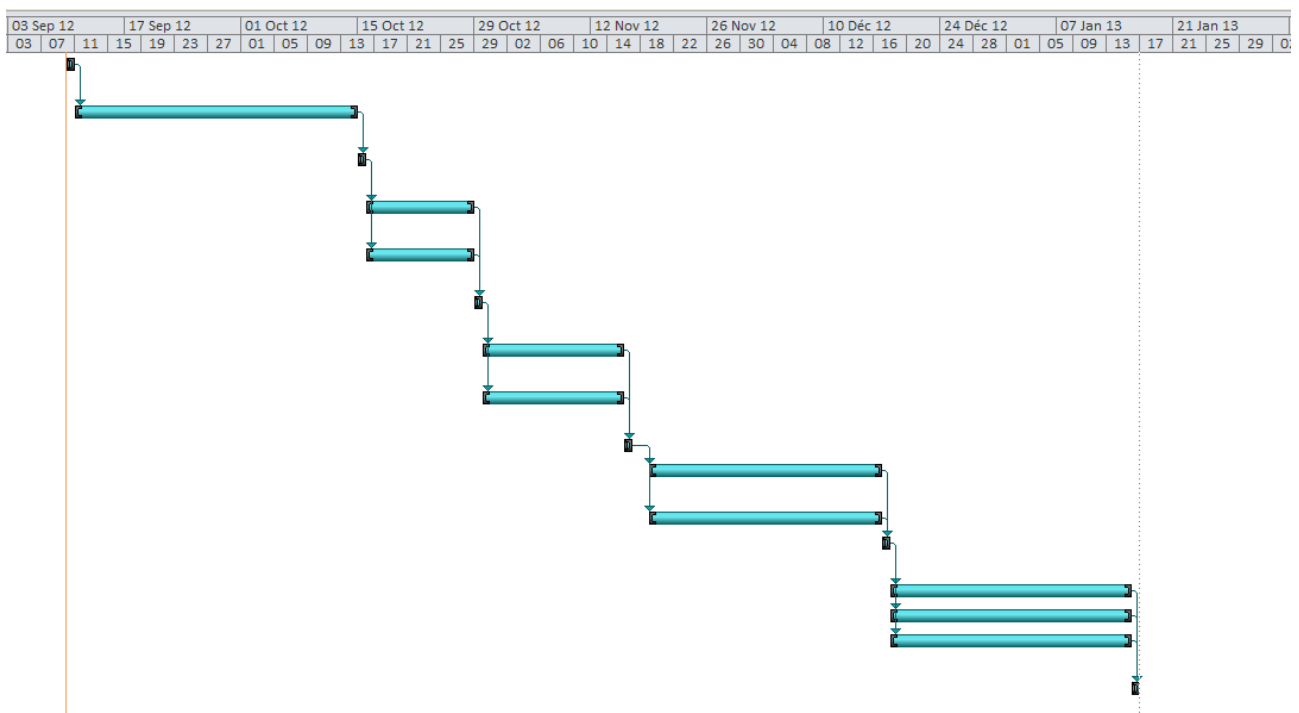 03 Sep 12 17 Sep 12 01 Oct 12 15 Oct 12 29 Oct 12 12 Nov 12 26 Nov 12 10 Déc 12 24 Déc 12 07 Jan 13 21 Jan 13
03 07 11 15 19 23 27 01 05 09 13 17 21 25 29 02 06 10 14 18 22 26 30 04 08 12 16 20 24 28 01 05 09 13 17 21 25 29